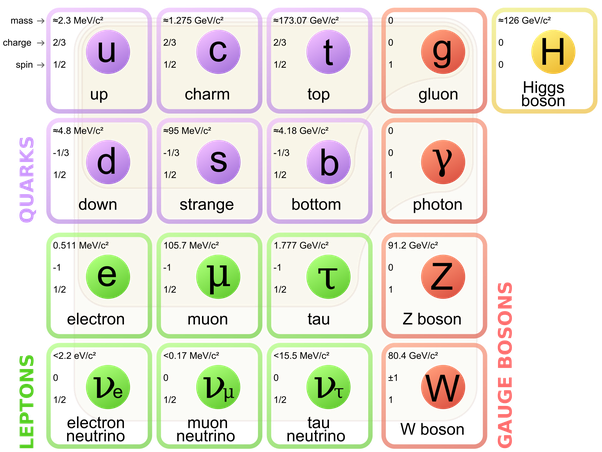 mass → ≈2.3 MeV/c² ≈1.275 GeV/c² ≈173.07 GeV/c² 0 ≈126 GeV/c²
charge → 2/3 2/3 2/3 0 0
spin → 1/2 1/2 1/2 1 0
u c t g H
up charm top gluon Higgs
boson
≈4.8 MeV/c² ≈95 MeV/c² ≈4.18 GeV/c² 0
-1/3 -1/3 -1/3 0
1/2 1/2 1/2 1
d s b γ
down strange bottom photon
QUARKS
0.511 MeV/c² 105.7 MeV/c² 1.777 GeV/c² 91.2 GeV/c²
-1 -1 -1 0
1/2 1/2 1/2 1
e μ τ Z
electron muon tau Z boson
<2.2 eV/c² <0.17 MeV/c² <15.5 MeV/c² 80.4 GeV/c²
0 0 0 ±1
1/2 1/2 1/2 1
νe νμ ντ W
electron muon tau W boson
neutrino neutrino neutrino
LEPTONS
GAUGE BOSONS